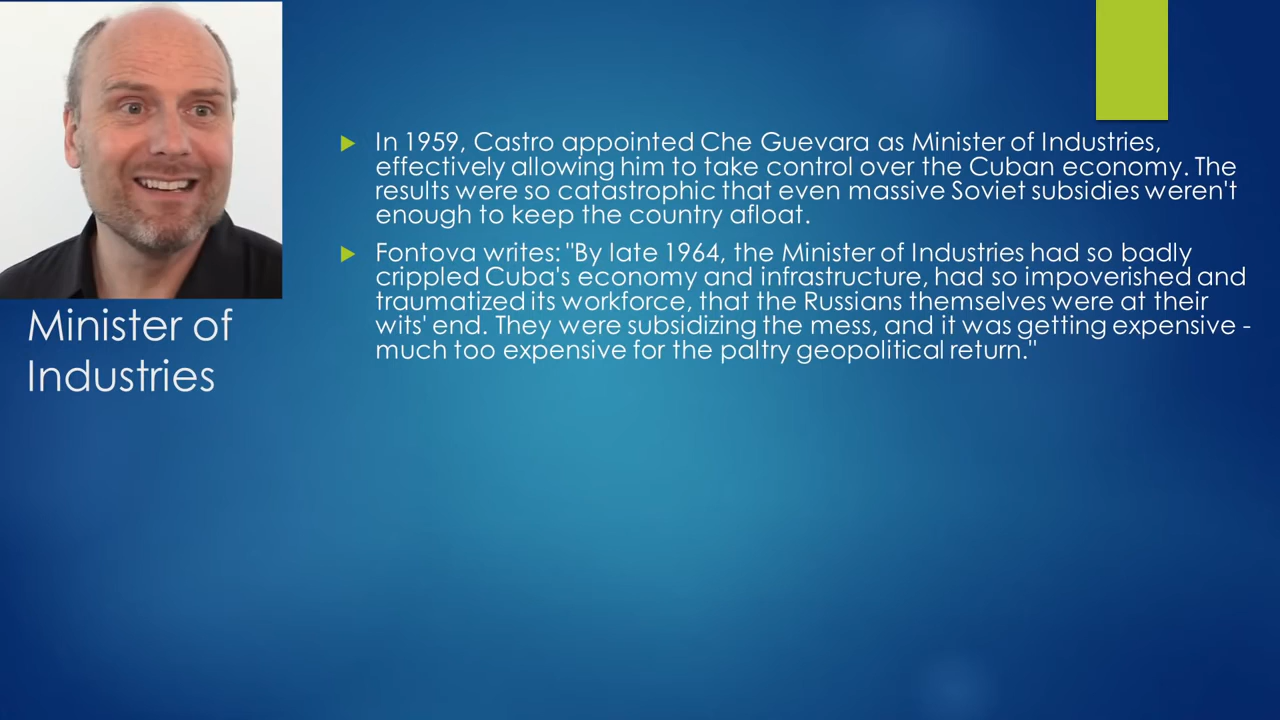 Minister of
Industries
In 1959, Castro appointed Che Guevara as Minister of Industries,
effectively allowing him to take control over the Cuban economy. The
results were so catastrophic that even massive Soviet subsidies weren't
enough to keep the country afloat.
Fontova writes: "By late 1964, the Minister of Industries had so badly
crippled Cuba's economy and infrastructure, had so impoverished and
traumatized its workforce, that the Russians themselves were at their
wits' end. They were subsidizing the mess, and it was getting expensive -
much too expensive for the paltry geopolitical return."